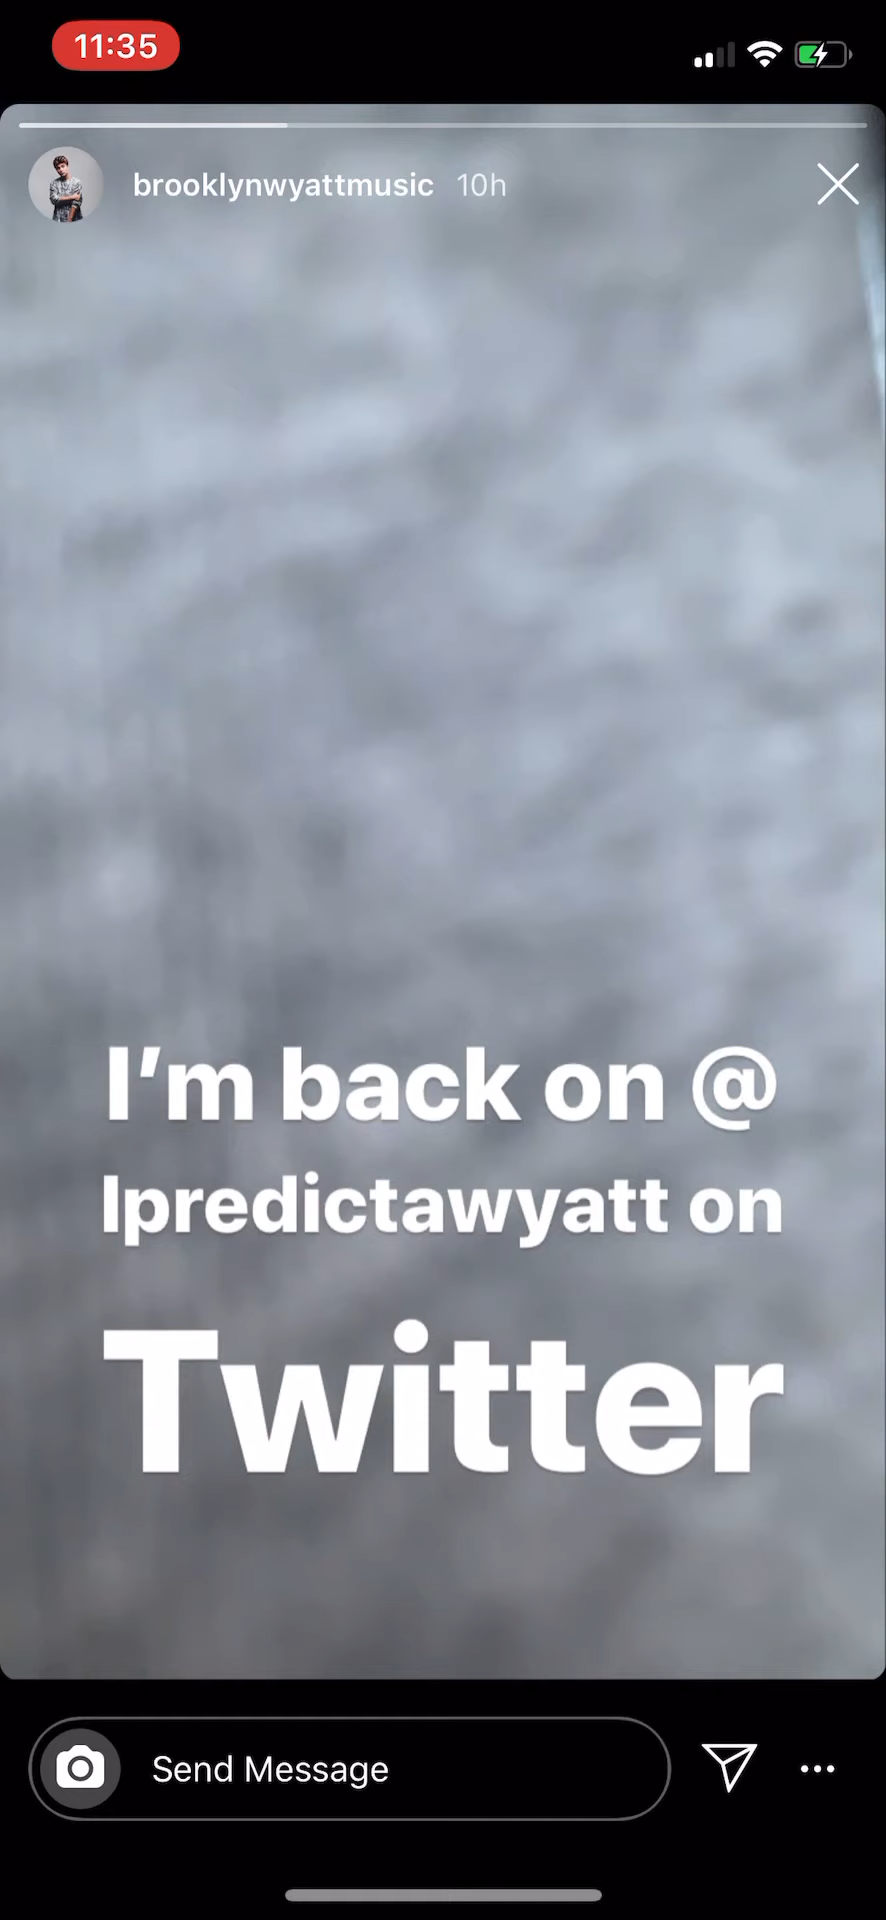 11:35
brooklynwyattmusic 10h
I'm back on @
Ipredictawyatt on
Twitter
Send Message